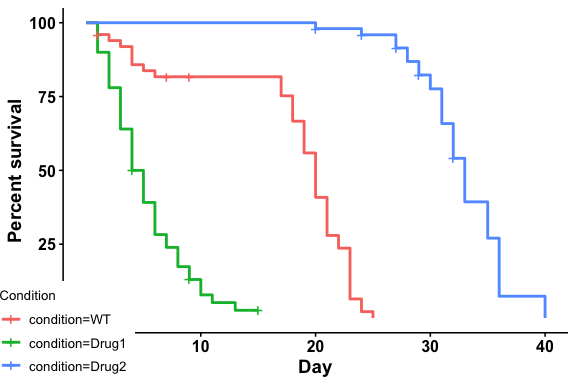 100
75
50
25
Percent survival
Condition
condition=WT
condition=Drug1
condition=Drug2
10
20
30
40
Day